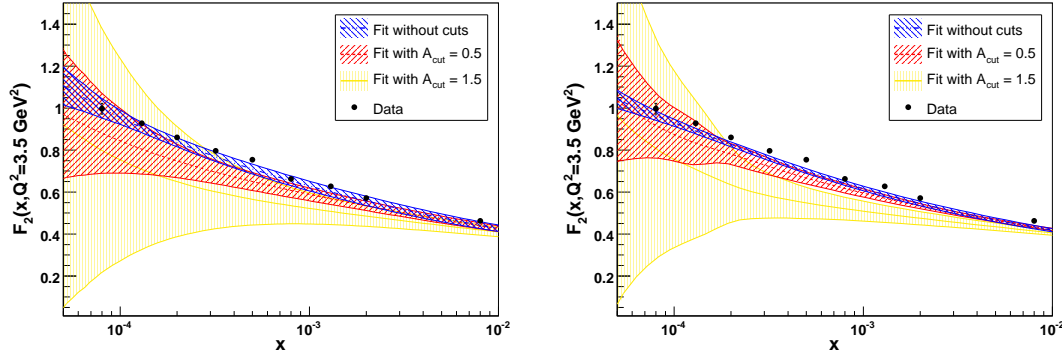 F2(x,Q2=3.5 GeV2)
1.4
1.2
1
0.8
0.6
0.4
0.2
10-4
10-3
10-2
x
Fit without cuts
Fit with Acut = 0.5
Fit with Acut = 1.5
Data
F2(x,Q2=3.5 GeV2)
1.4
1.2
1
0.8
0.6
0.4
0.2
10-4
10-3
10-2
x
Fit without cuts
Fit with Acut = 0.5
Fit with Acut = 1.5
Data